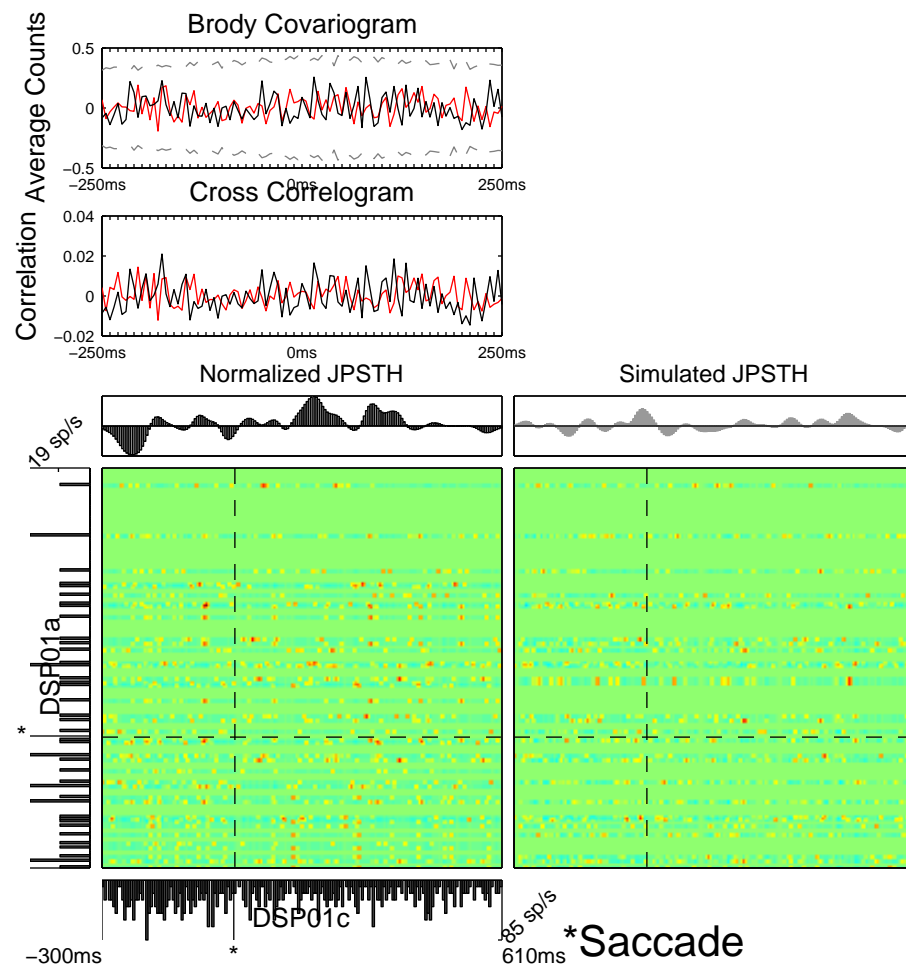 Brody Covariogram
Average Counts
0.5
0
−0.5
−250ms
0ms
250ms
Cross Correlogram
Correlation
0.04
0.02
0
−0.02
−250ms
0ms
250ms
Normalized JPSTH
Simulated JPSTH
19 sp/s
DSP01a
*
DSP01c
85 sp/s
−300ms
*
610ms
*Saccade